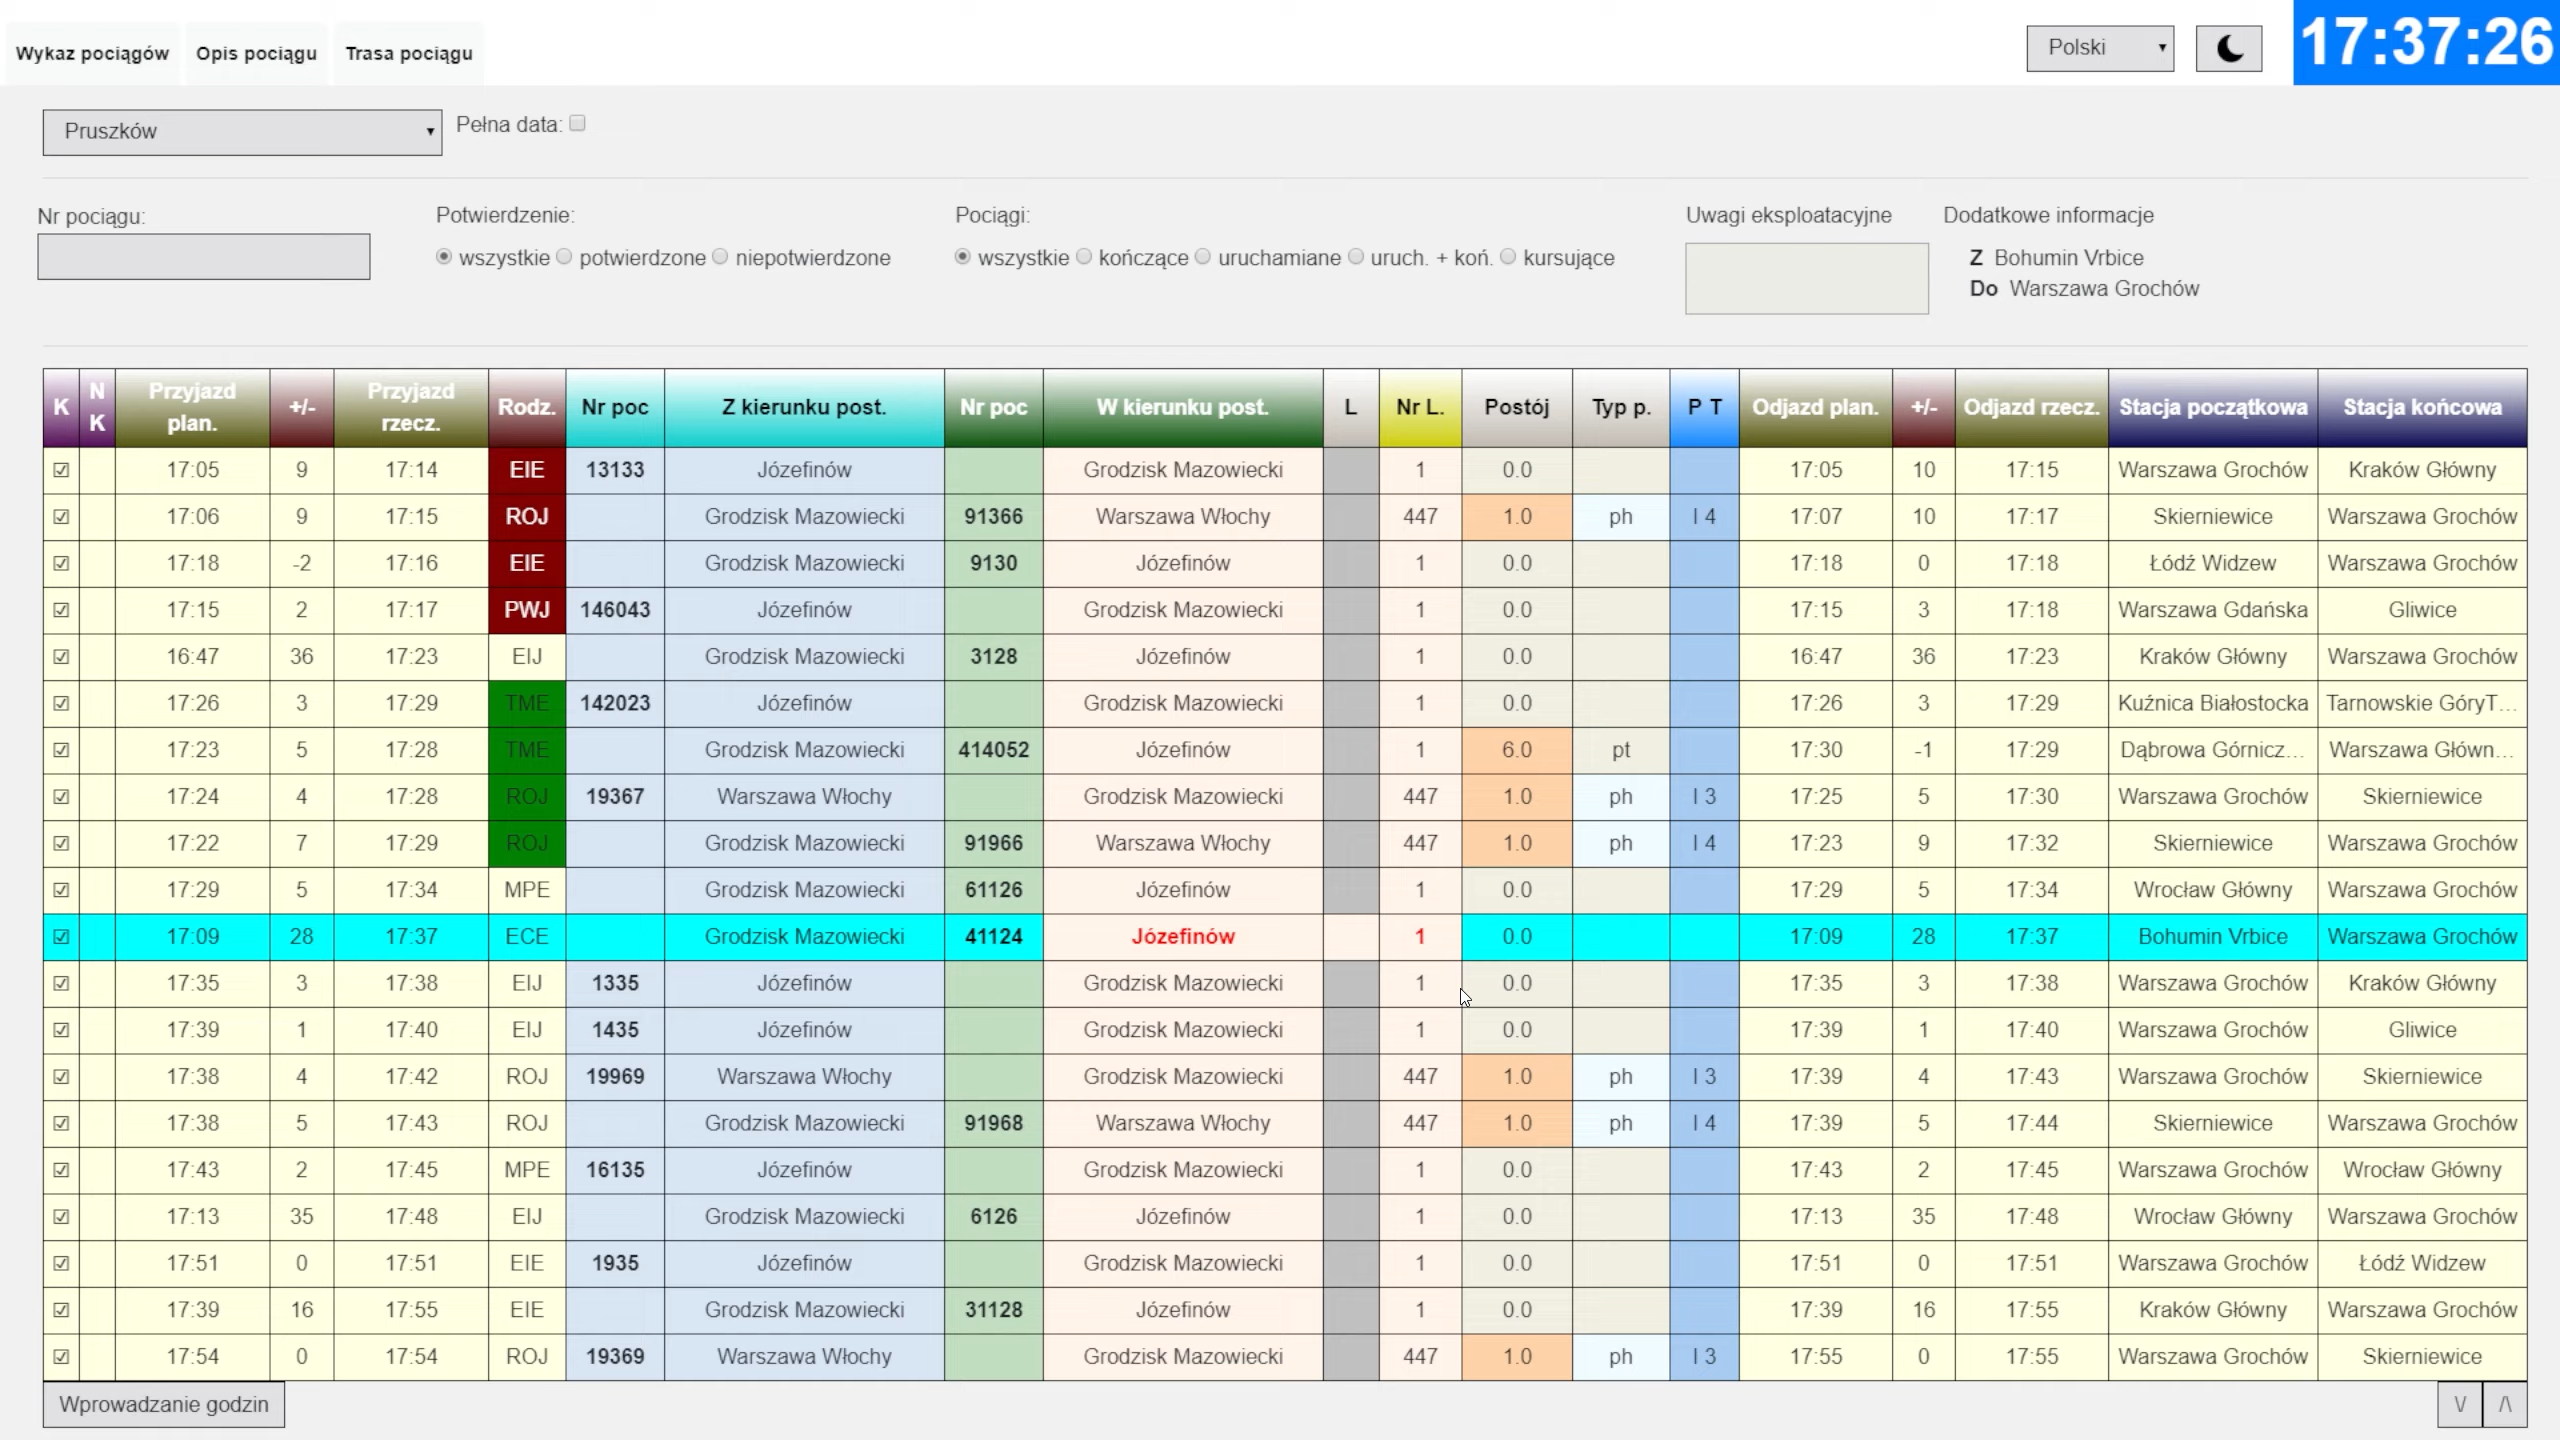 Wykaz pociągów Opis pociągu Trasa pociągu Polski 17:37:26
Pruszków Pełna data:
Nr pociągu: Potwierdzenie: Pociągi: Uwagi eksploatacyjne Dodatkowe informacje
wszystkie potwierdzone niepotwierdzone wszystkie kończące uruchamiane uruch. + koń. kursujące Z Bohumin Vrbice
Do Warszawa Grochów
K N K Przyjazd plan. +/- Przyjazd rzecz. Rodz. Nr poc Z kierunku post. Nr poc W kierunku post. L Nr L. Postój Typ p. P T Odjazd plan. +/- Odjazd rzecz. Stacja początkowa Stacja końcowa
17:05 9 17:14 EIE 13133 Józefinów Grodzisk Mazowiecki 1 0.0 17:05 10 17:15 Warszawa Grochów Kraków Główny
17:06 9 17:15 ROJ Grodzisk Mazowiecki 91366 Warszawa Włochy 447 1.0 ph I 4 17:07 10 17:17 Skierniewice Warszawa Grochów
17:18 -2 17:16 EIE Grodzisk Mazowiecki 9130 Józefinów 1 0.0 17:18 0 17:18 Łódź Widzew Warszawa Grochów
17:15 2 17:17 PWJ 146043 Józefinów Grodzisk Mazowiecki 1 0.0 17:15 3 17:18 Warszawa Gdańska Gliwice
16:47 36 17:23 EIJ Grodzisk Mazowiecki 3128 Józefinów 1 0.0 16:47 36 17:23 Kraków Główny Warszawa Grochów
17:26 3 17:29 TME 142023 Józefinów Grodzisk Mazowiecki 1 0.0 17:26 3 17:29 Kuźnica Białostocka Tarnowskie GóryT...
17:23 5 17:28 TME Grodzisk Mazowiecki 414052 Józefinów 1 6.0 pt 17:30 -1 17:29 Dąbrowa Górnicz... Warszawa Główn...
17:24 4 17:28 ROJ 19367 Warszawa Włochy Grodzisk Mazowiecki 447 1.0 ph I 3 17:25 5 17:30 Warszawa Grochów Skierniewice
17:22 7 17:29 ROJ Grodzisk Mazowiecki 91966 Warszawa Włochy 447 1.0 ph I 4 17:23 9 17:32 Skierniewice Warszawa Grochów
17:29 5 17:34 MPE Grodzisk Mazowiecki 61126 Józefinów 1 0.0 17:29 5 17:34 Wrocław Główny Warszawa Grochów
17:09 28 17:37 ECE Grodzisk Mazowiecki 41124 Józefinów 1 0.0 17:09 28 17:37 Bohumin Vrbice Warszawa Grochów
17:35 3 17:38 EIJ 1335 Józefinów Grodzisk Mazowiecki 1 0.0 17:35 3 17:38 Warszawa Grochów Kraków Główny
17:39 1 17:40 EIJ 1435 Józefinów Grodzisk Mazowiecki 1 0.0 17:39 1 17:40 Warszawa Grochów Gliwice
17:38 4 17:42 ROJ 19969 Warszawa Włochy Grodzisk Mazowiecki 447 1.0 ph I 3 17:39 4 17:43 Warszawa Grochów Skierniewice
17:38 5 17:43 ROJ Grodzisk Mazowiecki 91968 Warszawa Włochy 447 1.0 ph I 4 17:39 5 17:44 Skierniewice Warszawa Grochów
17:43 2 17:45 MPE 16135 Józefinów Grodzisk Mazowiecki 1 0.0 17:43 2 17:45 Warszawa Grochów Wrocław Główny
17:13 35 17:48 EIJ Grodzisk Mazowiecki 6126 Józefinów 1 0.0 17:13 35 17:48 Wrocław Główny Warszawa Grochów
17:51 0 17:51 EIE 1935 Józefinów Grodzisk Mazowiecki 1 0.0 17:51 0 17:51 Warszawa Grochów Łódź Widzew
17:39 16 17:55 EIE Grodzisk Mazowiecki 31128 Józefinów 1 0.0 17:39 16 17:55 Kraków Główny Warszawa Grochów
17:54 0 17:54 ROJ 19369 Warszawa Włochy Grodzisk Mazowiecki 447 1.0 ph I 3 17:55 0 17:55 Warszawa Grochów Skierniewice
Wprowadzanie godzin \/ /\